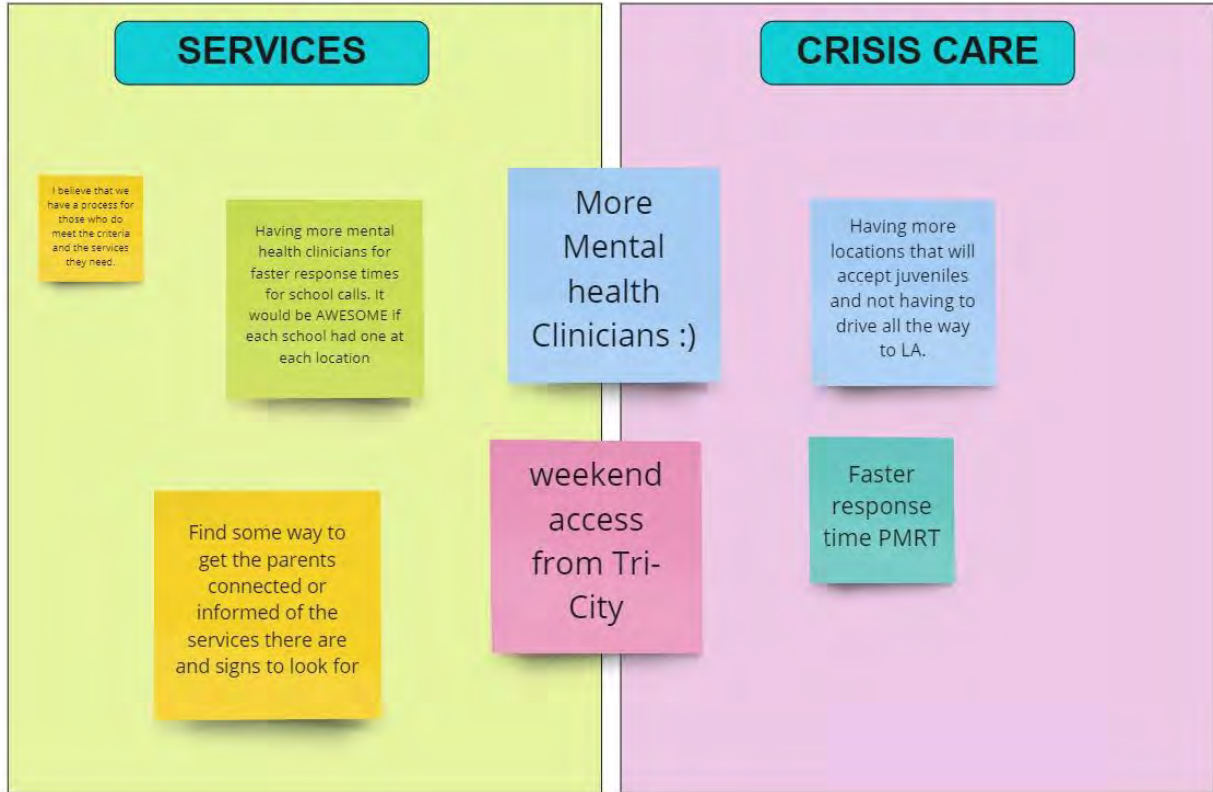 SERVICES
I believe that we
have a process for
those who do
meet the criteria
and the services
they need.
Having more mental
health clinicians for
faster response times
for school calls. It
would be AWESOME if
each school had one at
each location
Find some way to
get the parents
connected or
informed of the
services there are
and signs to look for
More
Mental
health
Clinicians :)
weekend
access
from Tri-
City
CRISIS CARE
Having more
locations that will
accept juveniles
and not having to
drive all the way
to LA.
Faster
response
time PMRT